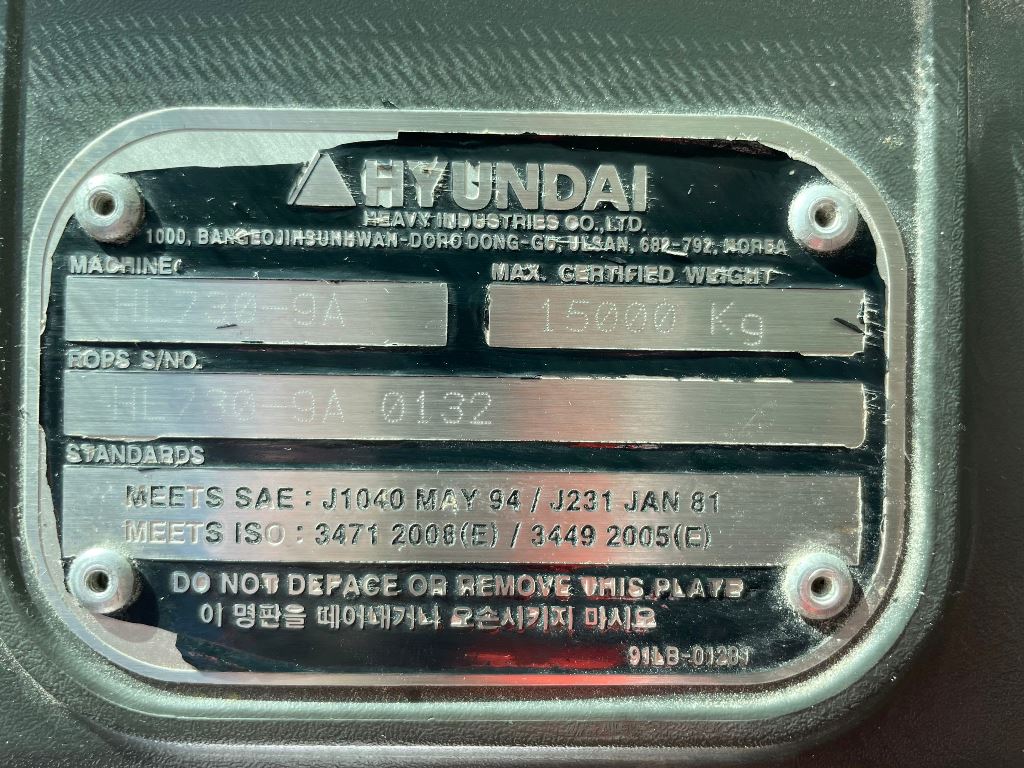 HYUNDAI
HEAVY INDUSTRIES CO.,LTD.
1000, BANGEOJINSUNHWAN-DORO DONG-GU, ULSAN, 682-792, KOREA
MACHINE
MAX. CERTIFIED WEIGHT
HL730-9A
15000 Kg
ROPS S/NO.
HL730-9A 0132
STANDARDS
MEETS SAE : J1040 MAY 94 / J231 JAN 81
MEETS ISO : 3471 2008(E) / 3449 2005(E)
DO NOT DEFACE OR REMOVE THIS PLATE
이 명판을 떼어내거나 오손시키지 마시요
91LB-01281